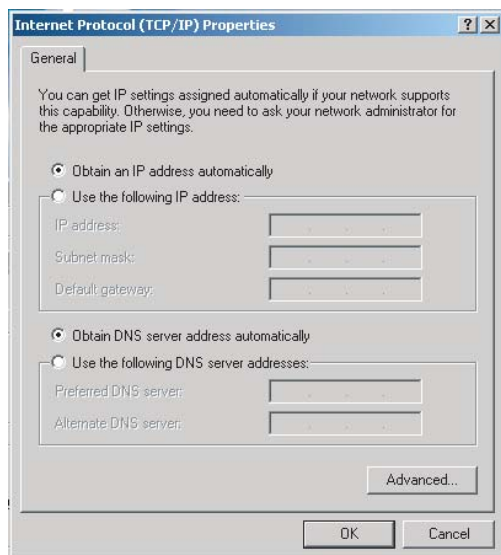 Internet Protocol (TCP/IP) Properties
General
You can get IP settings assigned automatically if your network supports
this capability. Otherwise, you need to ask your network administrator for
the appropriate IP settings.
Obtain an IP address automatically
Use the following IP address:
IP address:
Subnet mask:
Default gateway:
Obtain DNS server address automatically
Use the following DNS server addresses:
Preferred DNS server:
Alternate DNS server:
Advanced...
OK
Cancel